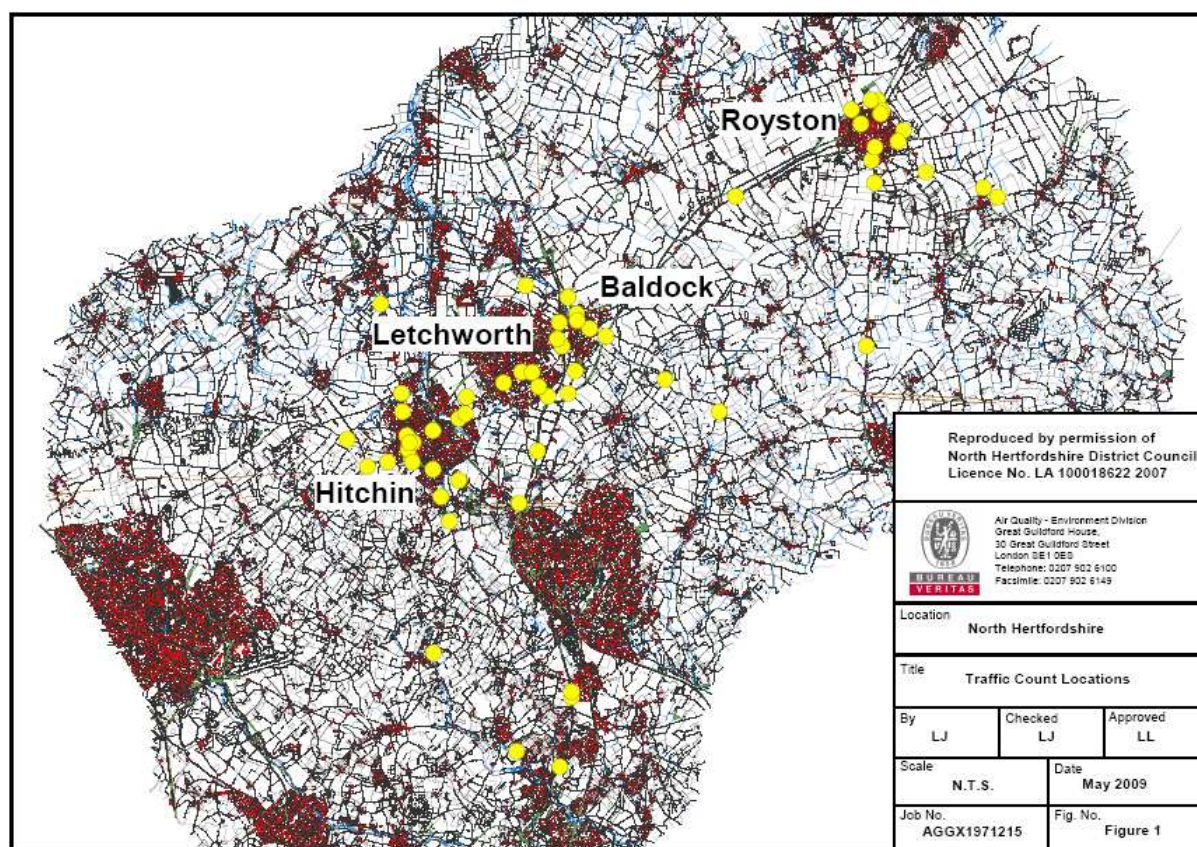 Royston
Baldock
Letchworth
Hitchin
Reproduced by permission of
North Hertfordshire District Council
Licence No. LA 100018622 2007
BUREAU
VERITAS
Air Quality - Environment Division
Great Guildford House,
30 Great Guildford Street
London SE1 0ES
Telephone: 0207 902 6100
Facsimile: 0207 902 6149
Location
North Hertfordshire
Title
Traffic Count Locations
By
LJ
Checked
LJ
Approved
LL
Scale
N.T.S.
Date
May 2009
Job No.
AGGX1971215
Fig. No.
Figure 1